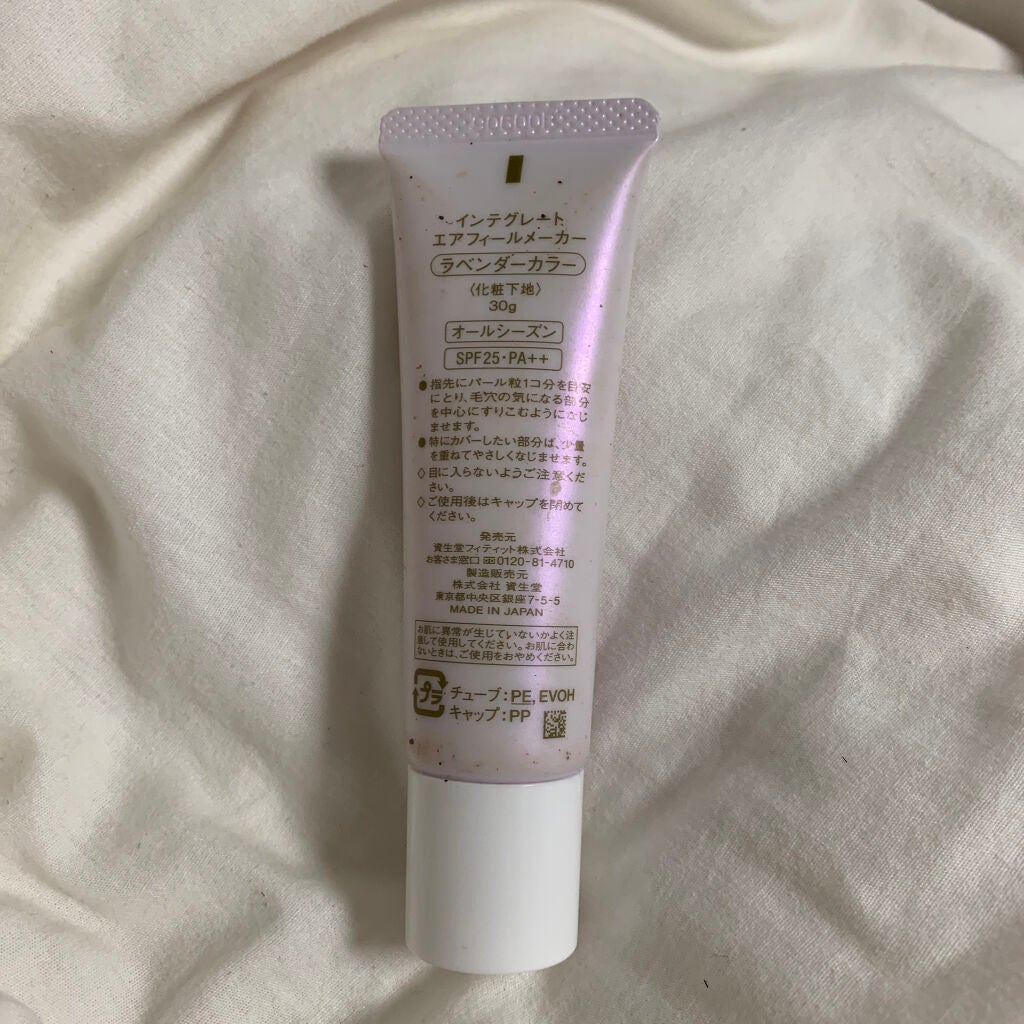 インテグレート
エアフィールメーカー
ラベンダーカラー
〈化粧下地〉
30g
オールシーズン
SPF25・PA++
●指先にパール粒1コ分を目安
にとり、毛穴の気になる部分
を中心にすりこむようになじ
ませます。
●特にカバーしたい部分は、少量
を重ねてやさしくなじませます。
◇目に入らないようご注意くだ
さい。
◇ご使用後はキャップを閉めて
ください。
発売元
資生堂フィティット株式会社
お客さま窓口 0120-81-4710
製造販売元
株式会社 資生堂
東京都中央区銀座7-5-5
MADE IN JAPAN
お肌に異常が生じていないかよく注
意して使用してください。お肌に合わ
ないときは、ご使用をおやめください。
プラ
チューブ:PE, EVOH
キャップ:PP